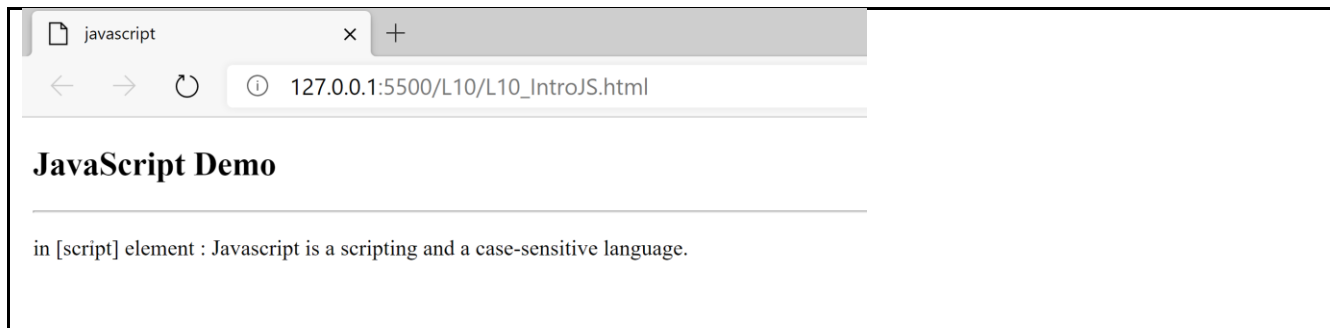 javascript
127.0.0.1:5500/L10/L10_IntroJS.html
JavaScript Demo
in [script] element : Javascript is a scripting and a case-sensitive language.